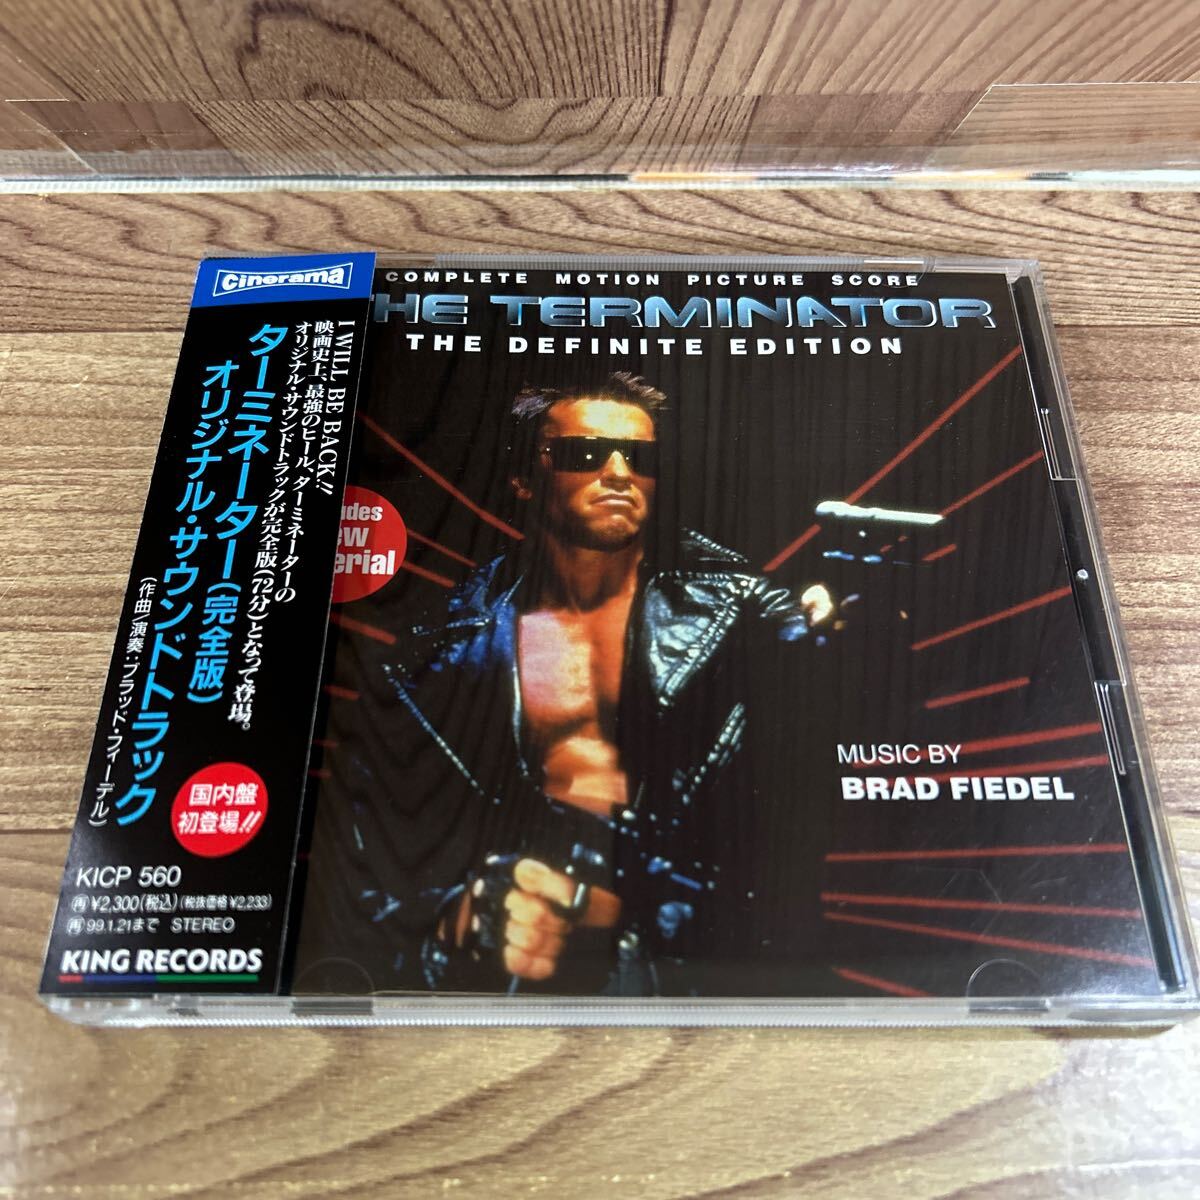 Cinerama
I WILL BE BACK!!
映画史上、最強のヒール、ターミネーターの
オリジナル・サウンドトラックが完全版(72分)となって登場。
ターミネーター(完全版)
オリジナル・サウンドトラック
(作曲/演奏:ブラッド・フィーデル)
国内盤
初登場!!
KICP 560
再¥2,300(税込)(税抜価格¥2,233)
再99.1.21まで STEREO
KING RECORDS
COMPLETE MOTION PICTURE SCORE
THE TERMINATOR
THE DEFINITE EDITION
MUSIC BY
BRAD FIEDEL